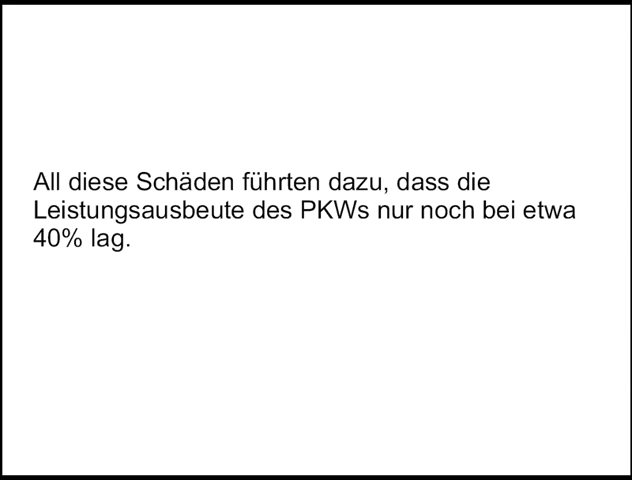 All diese Schäden führten dazu, dass die
Leistungsausbeute des PKWs nur noch bei etwa
40% lag.